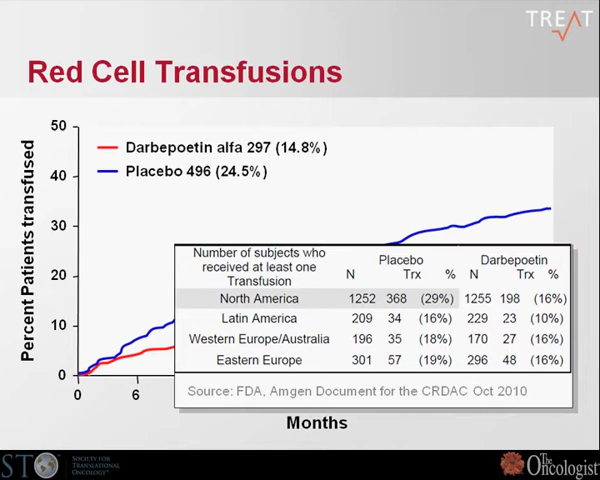 TREAT
Red Cell Transfusions
50
40
30
20
10
0
Percent Patients transfused
Darbepoetin alfa 297 (14.8%)
Placebo 496 (24.5%)
Number of subjects who received at least one Transfusion
Placebo Darbepoetin
N Trx % N Trx %
North America 1252 368 (29%) 1255 198 (16%)
Latin America 209 34 (16%) 229 23 (10%)
Western Europe/Australia 196 35 (18%) 170 27 (16%)
Eastern Europe 301 57 (19%) 296 48 (16%)
Source: FDA, Amgen Document for the CRDAC Oct 2010
0 6
Months
STO
SOCIETY FOR
TRANSLATIONAL
ONCOLOGY
The
Oncologist